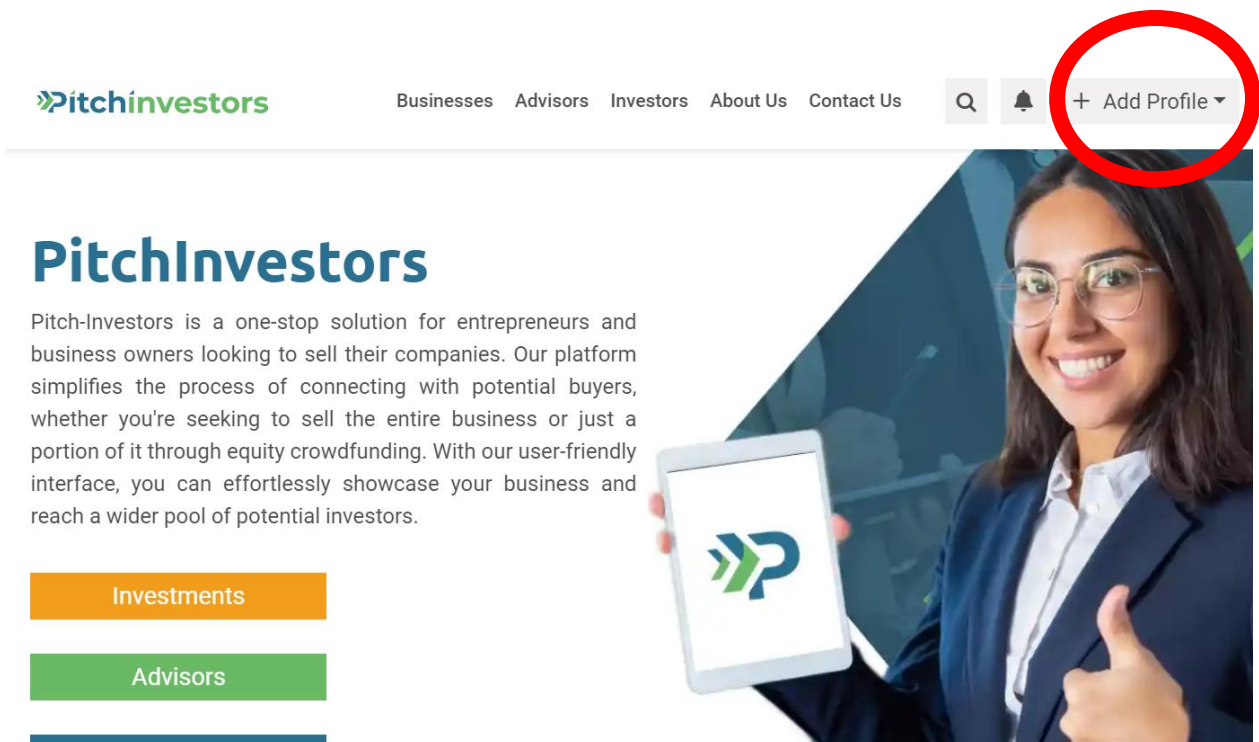 Pitchinvestors
Businesses Advisors Investors About Us Contact Us + Add Profile
PitchInvestors
Pitch-Investors is a one-stop solution for entrepreneurs and
business owners looking to sell their companies. Our platform
simplifies the process of connecting with potential buyers,
whether you're seeking to sell the entire business or just a
portion of it through equity crowdfunding. With our user-friendly
interface, you can effortlessly showcase your business and
reach a wider pool of potential investors.
Investments
Advisors